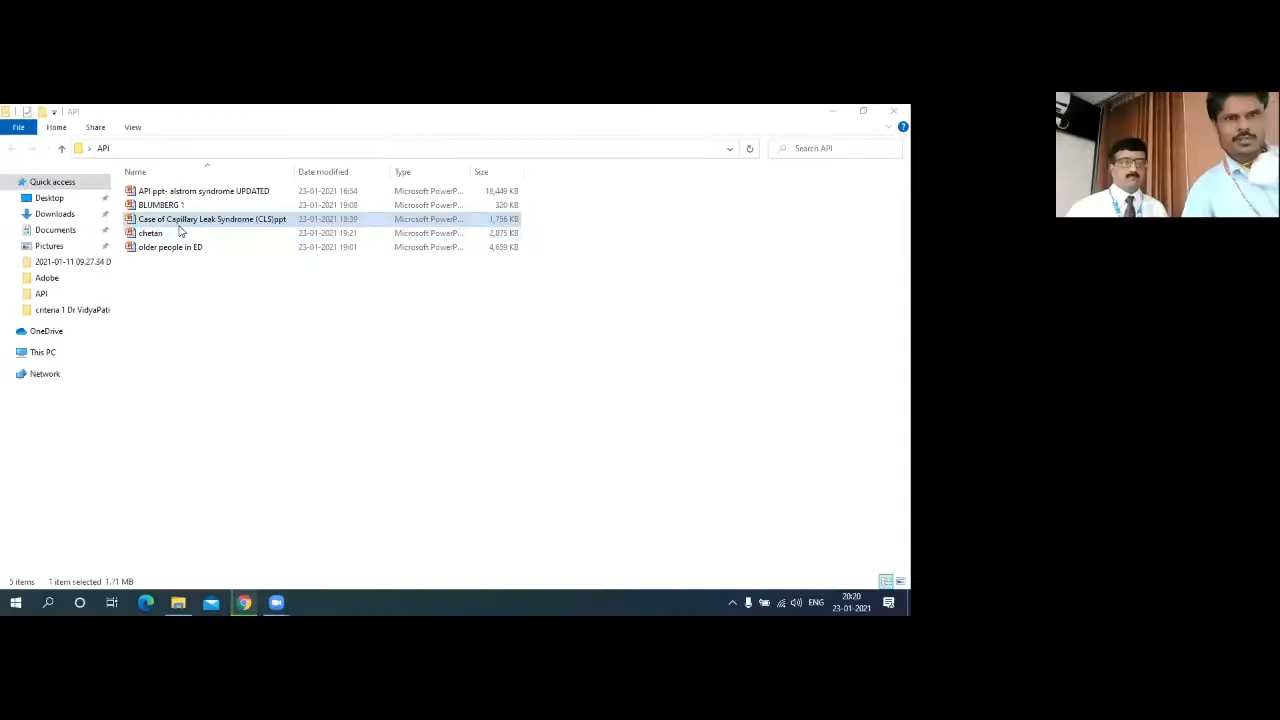 API
File Home Share View
API
Search API
Name Date modified Type Size
Quick access
Desktop
Downloads
Documents
Pictures
2021-01-11 09.27.34 D
Adobe
API
criteria 1 Dr VidyaPati
OneDrive
This PC
Network
API ppt- alstrom syndrome UPDATED 23-01-2021 16:54 Microsoft PowerP... 18,449 KB
BLUMBERG 1 23-01-2021 19:08 Microsoft PowerP... 320 KB
Case of Capillary Leak Syndrome (CLS)ppt 23-01-2021 18:39 Microsoft PowerP... 1,756 KB
chetan 23-01-2021 19:21 Microsoft PowerP... 2,875 KB
older people in ED 23-01-2021 19:01 Microsoft PowerP... 4,659 KB
5 items 1 item selected 1.71 MB
ENG
20:20
23-01-2021